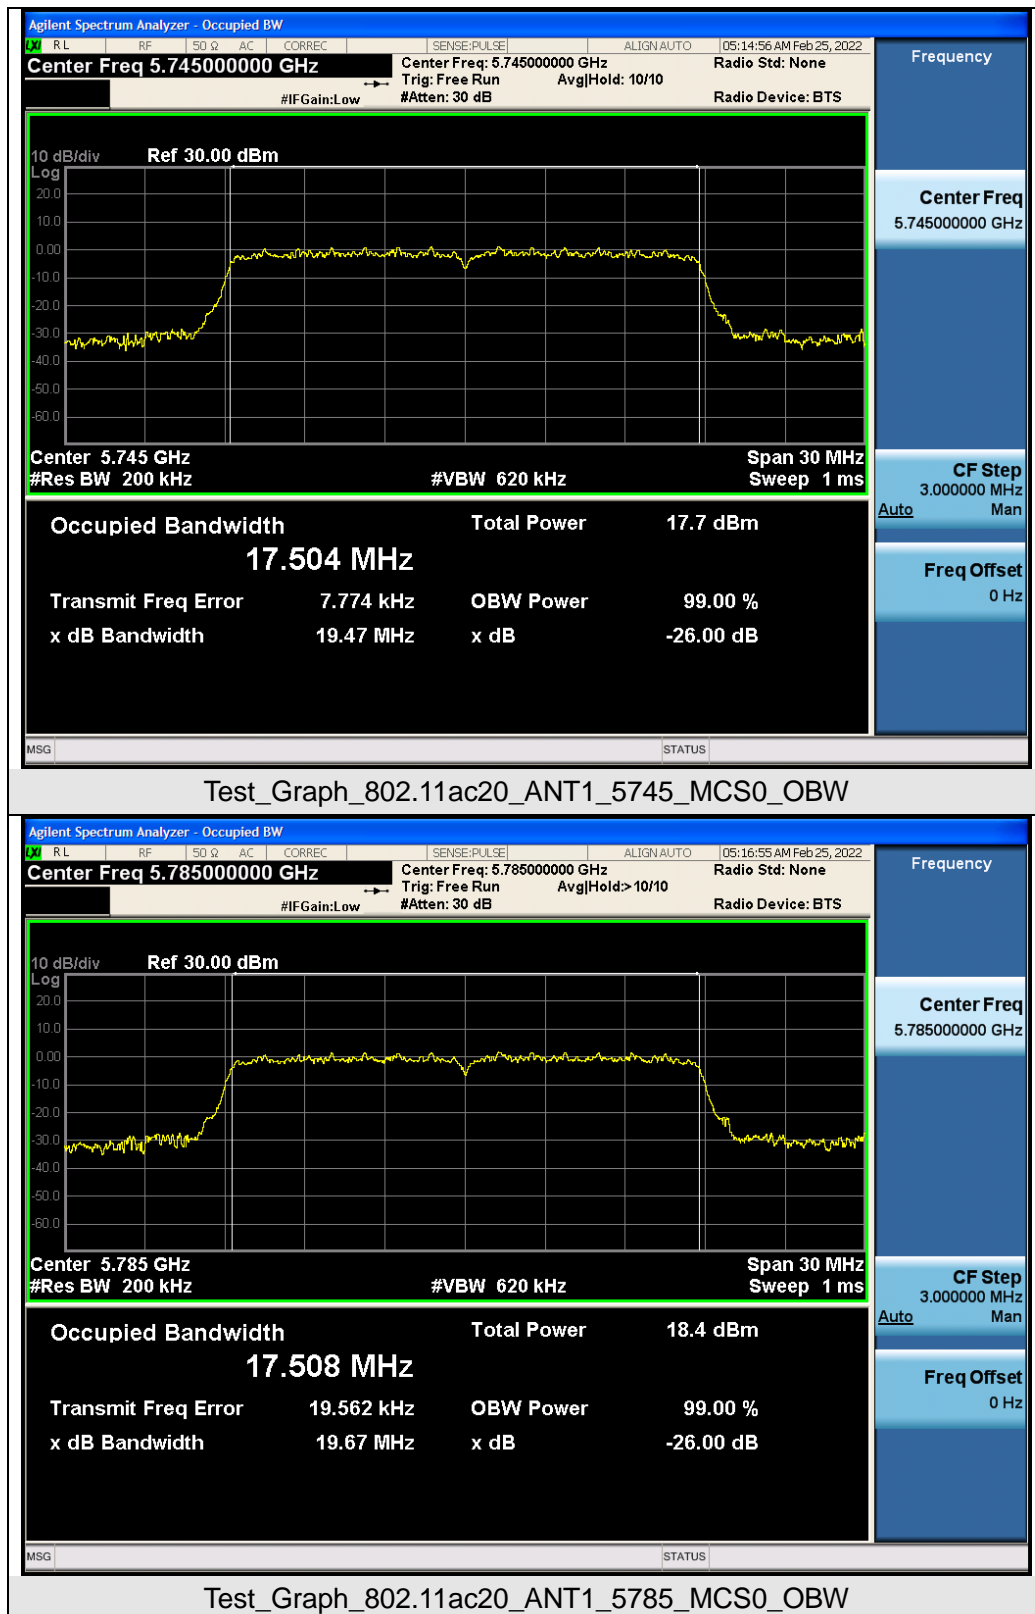 Agilent Spectrum Analyzer - Occupied BW
LXI RL RF 50 Ω AC CORREC SENSE:PULSE ALIGN AUTO 05:14:56 AM Feb 25, 2022
Center Freq 5.745000000 GHz Center Freq: 5.745000000 GHz Radio Std: None
Trig: Free Run Avg|Hold: 10/10
#IFGain:Low #Atten: 30 dB Radio Device: BTS
Frequency
10 dB/div Ref 30.00 dBm
Log
20.0
10.0
0.00
-10.0
-20.0
-30.0
-40.0
-50.0
-60.0
Center 5.745 GHz Span 30 MHz
#Res BW 200 kHz #VBW 620 kHz Sweep 1 ms
Center Freq
5.745000000 GHz
CF Step
3.000000 MHz
Auto Man
Freq Offset
0 Hz
Occupied Bandwidth Total Power 17.7 dBm
17.504 MHz
Transmit Freq Error 7.774 kHz OBW Power 99.00 %
x dB Bandwidth 19.47 MHz x dB -26.00 dB
MSG STATUS
Test_Graph_802.11ac20_ANT1_5745_MCS0_OBW
Agilent Spectrum Analyzer - Occupied BW
LXI RL RF 50 Ω AC CORREC SENSE:PULSE ALIGN AUTO 05:16:55 AM Feb 25, 2022
Center Freq 5.785000000 GHz Center Freq: 5.785000000 GHz Radio Std: None
Trig: Free Run Avg|Hold:>10/10
#IFGain:Low #Atten: 30 dB Radio Device: BTS
Frequency
10 dB/div Ref 30.00 dBm
Log
20.0
10.0
0.00
-10.0
-20.0
-30.0
-40.0
-50.0
-60.0
Center 5.785 GHz Span 30 MHz
#Res BW 200 kHz #VBW 620 kHz Sweep 1 ms
Center Freq
5.785000000 GHz
CF Step
3.000000 MHz
Auto Man
Freq Offset
0 Hz
Occupied Bandwidth Total Power 18.4 dBm
17.508 MHz
Transmit Freq Error 19.562 kHz OBW Power 99.00 %
x dB Bandwidth 19.67 MHz x dB -26.00 dB
MSG STATUS
Test_Graph_802.11ac20_ANT1_5785_MCS0_OBW